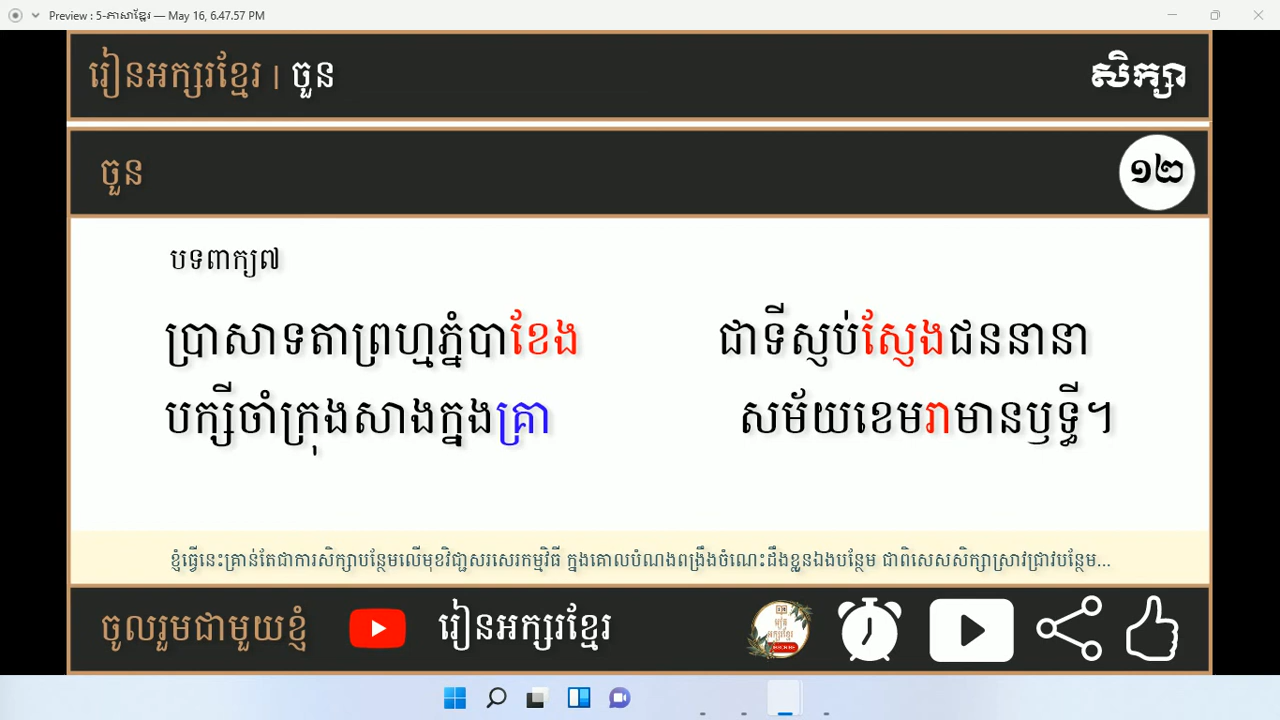 Preview : 5-ភាសាខ្មែរ — May 16, 6.47.57 PM
រៀនអក្សរខ្មែរ | ចួន
សិក្សា
ចួន
១២
បទពាក្យ៧
ប្រាសាទតាព្រហ្មភ្នំបាខែង ជាទីស្ញប់ស្ញែងជននានា
បក្សីចាំក្រុងសាងក្នុងគ្រា សម័យខេមរាមានឫទ្ធី។
ខ្ញុំធ្វើនេះគ្រាន់តែជាការសិក្សាបន្ថែមលើមុខវិជ្ជាសរសេរកម្មវិធី ក្នុងគោលបំណងពង្រឹងចំណេះដឹងខ្លួនឯងបន្ថែម ជាពិសេសសិក្សាស្រាវជ្រាវបន្ថែម...
ចូលរួមជាមួយខ្ញុំ
រៀនអក្សរខ្មែរ